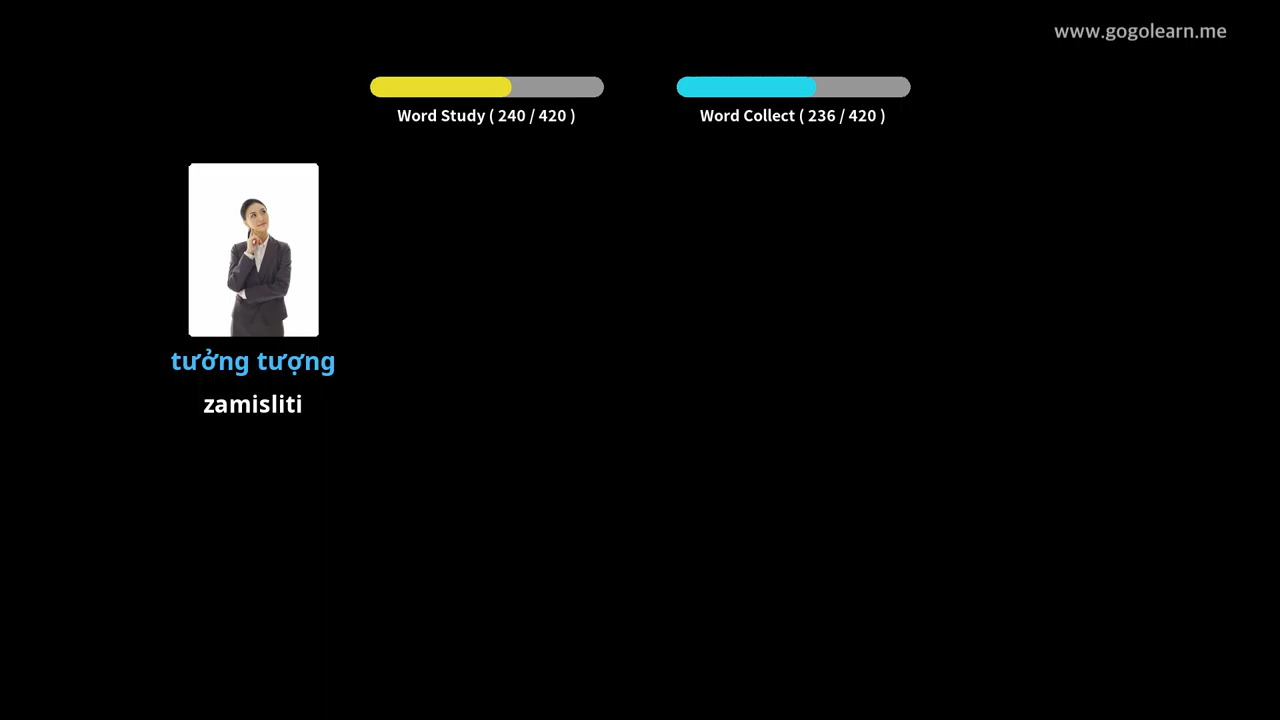 www.gogolearn.me
Word Study ( 240 / 420 )
Word Collect ( 236 / 420 )
tưởng tượng
zamisliti